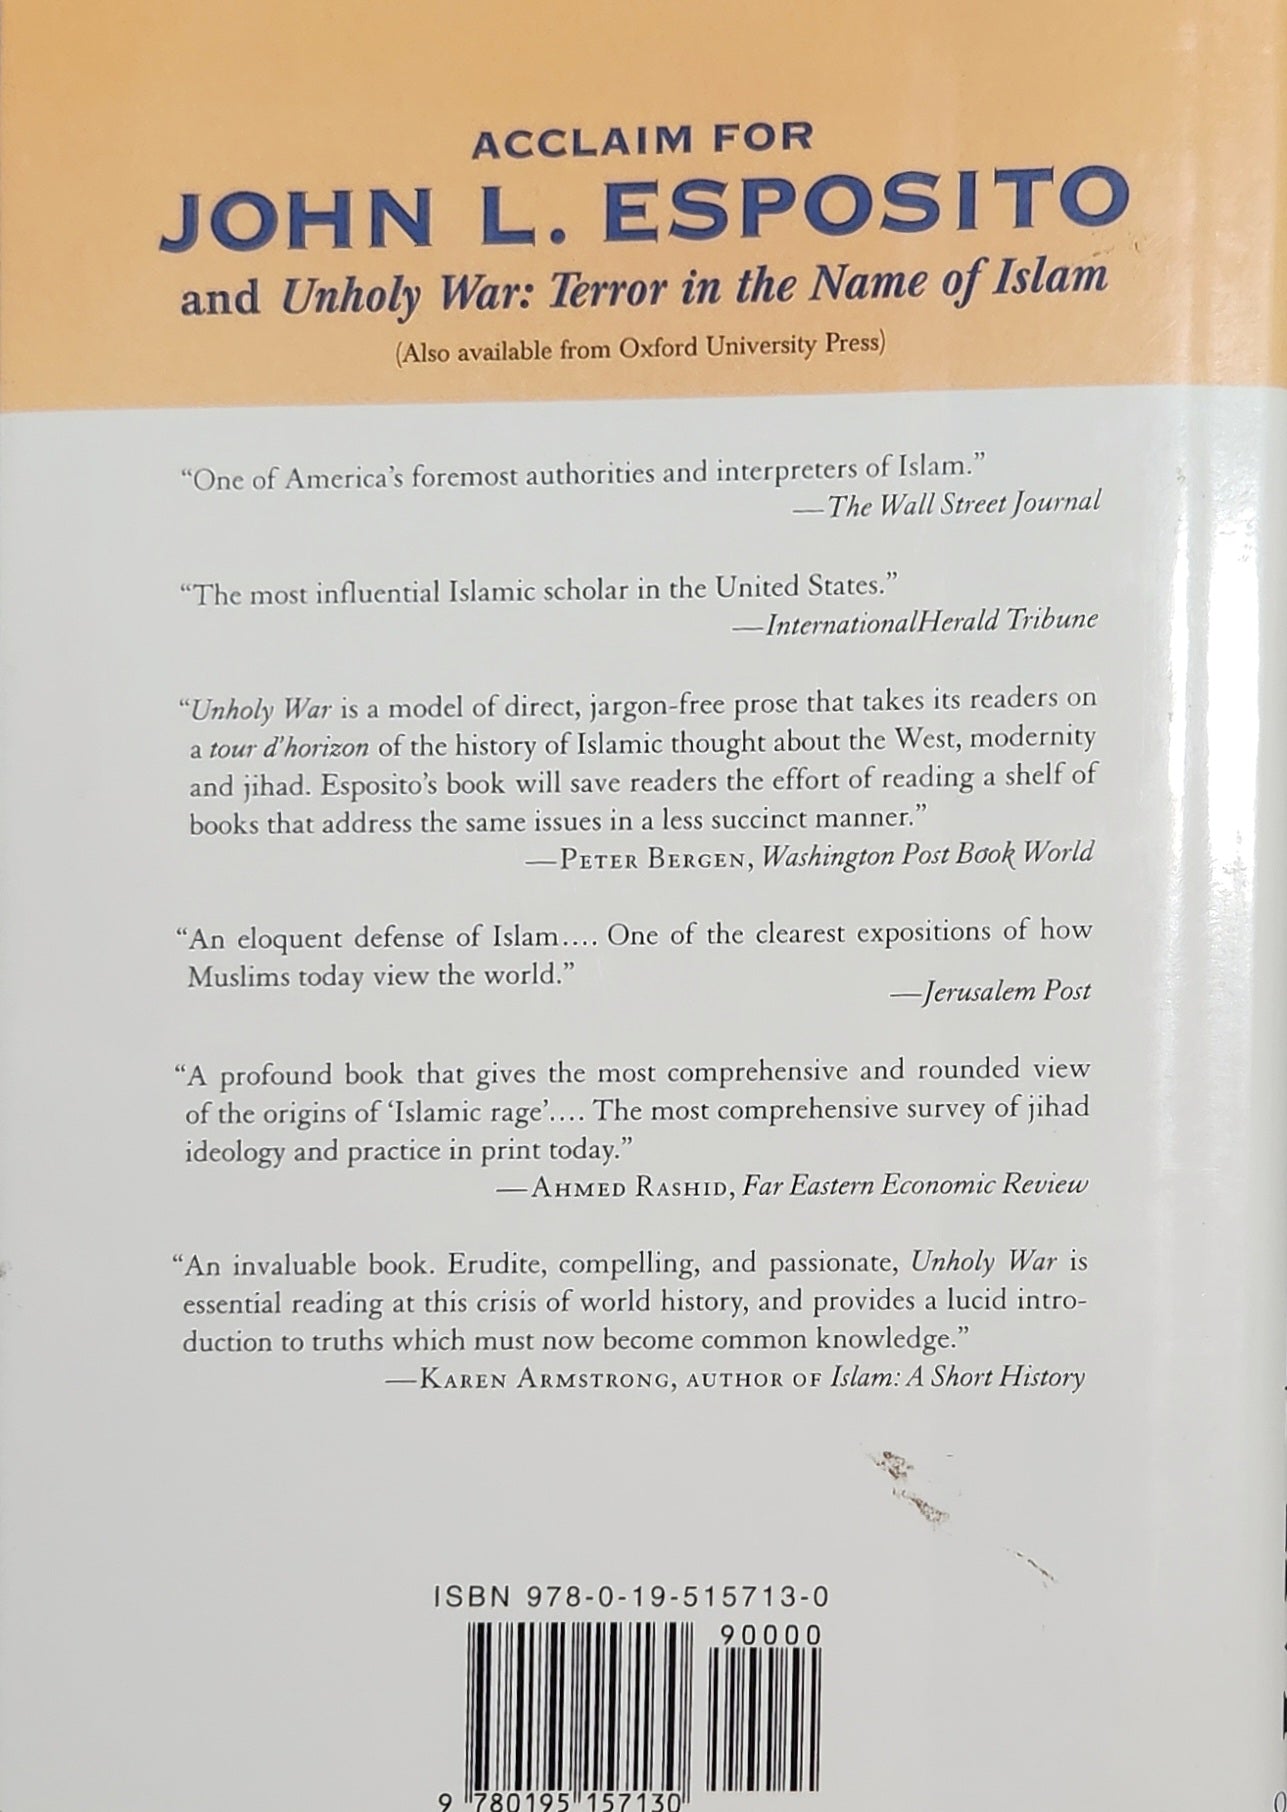 ACCLAIM FOR
JOHN L. ESPOSITO
and Unholy War: Terror in the Name of Islam
(Also available from Oxford University Press)
“One of America’s foremost authorities and interpreters of Islam.”
—The Wall Street Journal
“The most influential Islamic scholar in the United States.”
—InternationalHerald Tribune
“Unholy War is a model of direct, jargon-free prose that takes its readers on
a tour d’horizon of the history of Islamic thought about the West, modernity
and jihad. Esposito’s book will save readers the effort of reading a shelf of
books that address the same issues in a less succinct manner.”
—PETER BERGEN, Washington Post Book World
“An eloquent defense of Islam.... One of the clearest expositions of how
Muslims today view the world.”
—Jerusalem Post
“A profound book that gives the most comprehensive and rounded view
of the origins of ‘Islamic rage’.... The most comprehensive survey of jihad
ideology and practice in print today.”
—AHMED RASHID, Far Eastern Economic Review
“An invaluable book. Erudite, compelling, and passionate, Unholy War is
essential reading at this crisis of world history, and provides a lucid intro-
duction to truths which must now become common knowledge.”
—KAREN ARMSTRONG, AUTHOR OF Islam: A Short History
ISBN 978-0-19-515713-0
90000
9 780195 157130